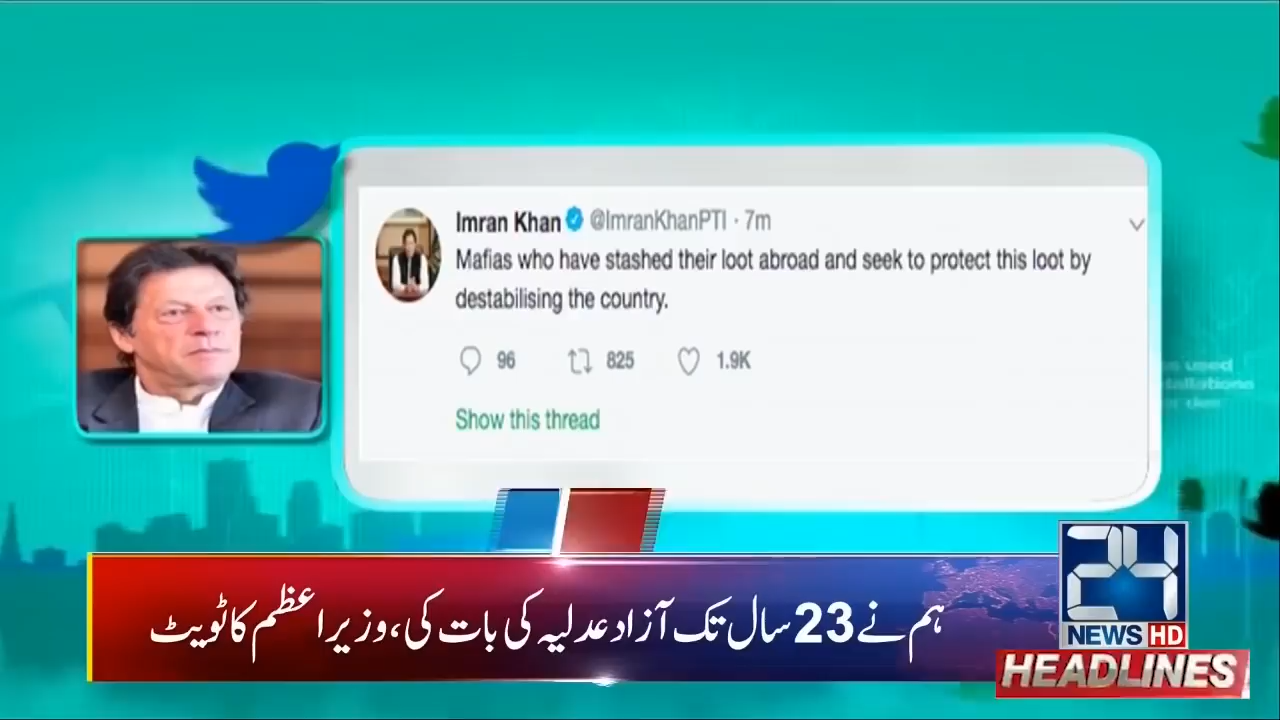 Imran Khan @ImranKhanPTI · 7m
Mafias who have stashed their loot abroad and seek to protect this loot by
destabilising the country.
96 825 1.9K
Show this thread
ہم نے 23 سال تک آزاد عدلیہ کی بات کی، وزیراعظم کا ٹویٹ
24
NEWS HD
HEADLINES